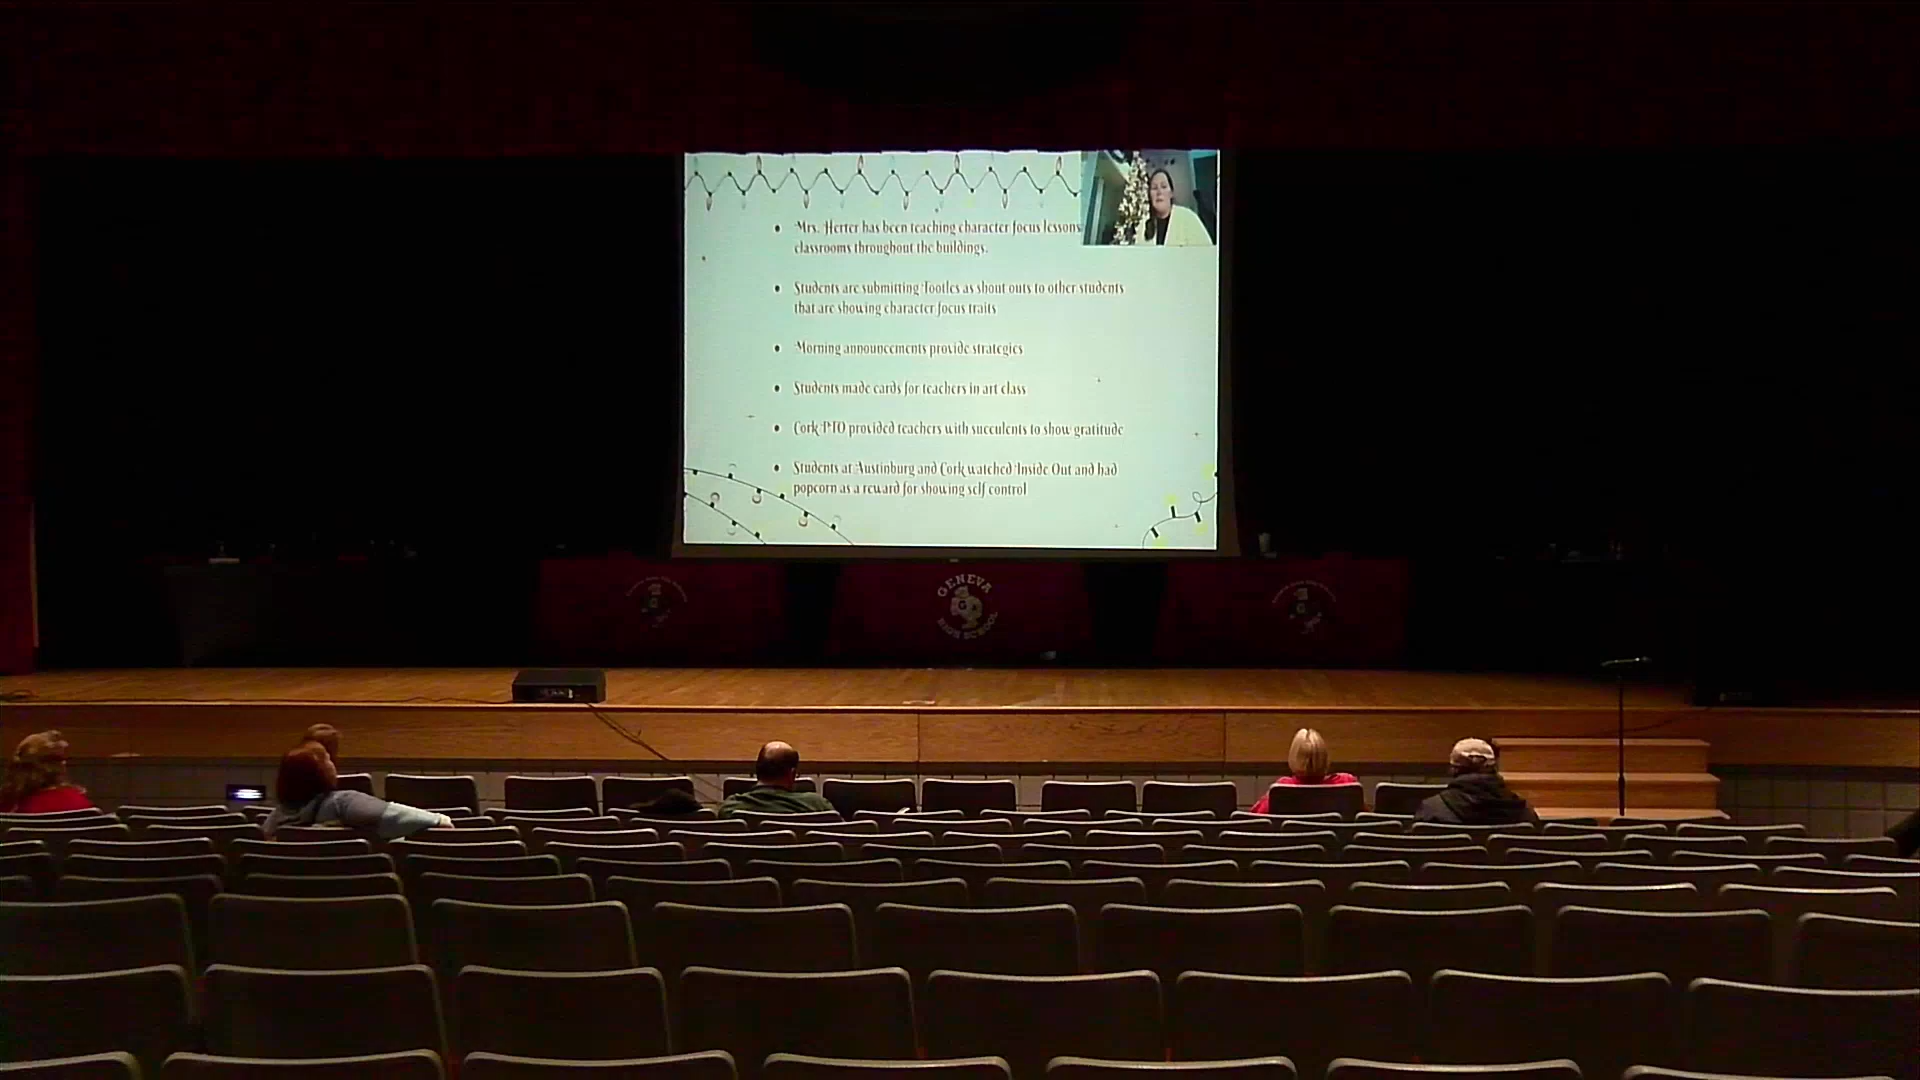 Mrs. Herter has been teaching character focus lessons
classrooms throughout the buildings.
Students are submitting Tootles as shout outs to other students
that are showing character focus traits
Morning announcements provide strategies
Students made cards for teachers in art class
Cork PTO provided teachers with succulents to show gratitude
Students at Austinburg and Cork watched Inside Out and had
popcorn as a reward for showing self control
GENEVA
G
HIGH SCHOOL